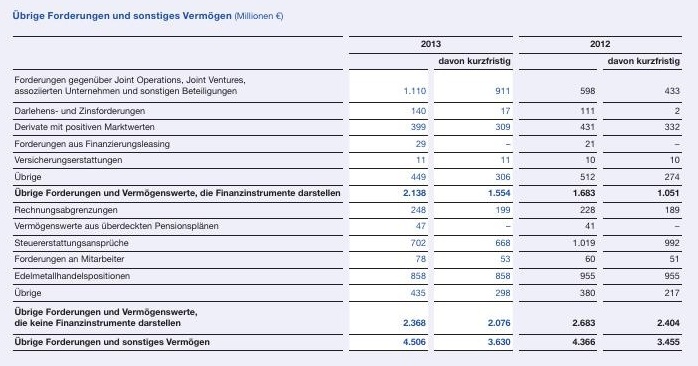 Übrige Forderungen und sonstiges Vermögen (Millionen €)
2013 2012
davon kurzfristig davon kurzfristig
Forderungen gegenüber Joint Operations, Joint Ventures,
assoziierten Unternehmen und sonstigen Beteiligungen 1.110 911 598 433
Darlehens- und Zinsforderungen 140 17 111 2
Derivate mit positiven Marktwerten 399 309 431 332
Forderungen aus Finanzierungsleasing 29 – 21 –
Versicherungserstattungen 11 11 10 10
Übrige 449 306 512 274
Übrige Forderungen und Vermögenswerte, die Finanzinstrumente darstellen 2.138 1.554 1.683 1.051
Rechnungsabgrenzungen 248 199 228 189
Vermögenswerte aus überdeckten Pensionsplänen 47 – 41 –
Steuererstattungsansprüche 702 668 1.019 992
Forderungen an Mitarbeiter 78 53 60 51
Edelmetallhandelspositionen 858 858 955 955
Übrige 435 298 380 217
Übrige Forderungen und Vermögenswerte,
die keine Finanzinstrumente darstellen 2.368 2.076 2.683 2.404
Übrige Forderungen und sonstiges Vermögen 4.506 3.630 4.366 3.455